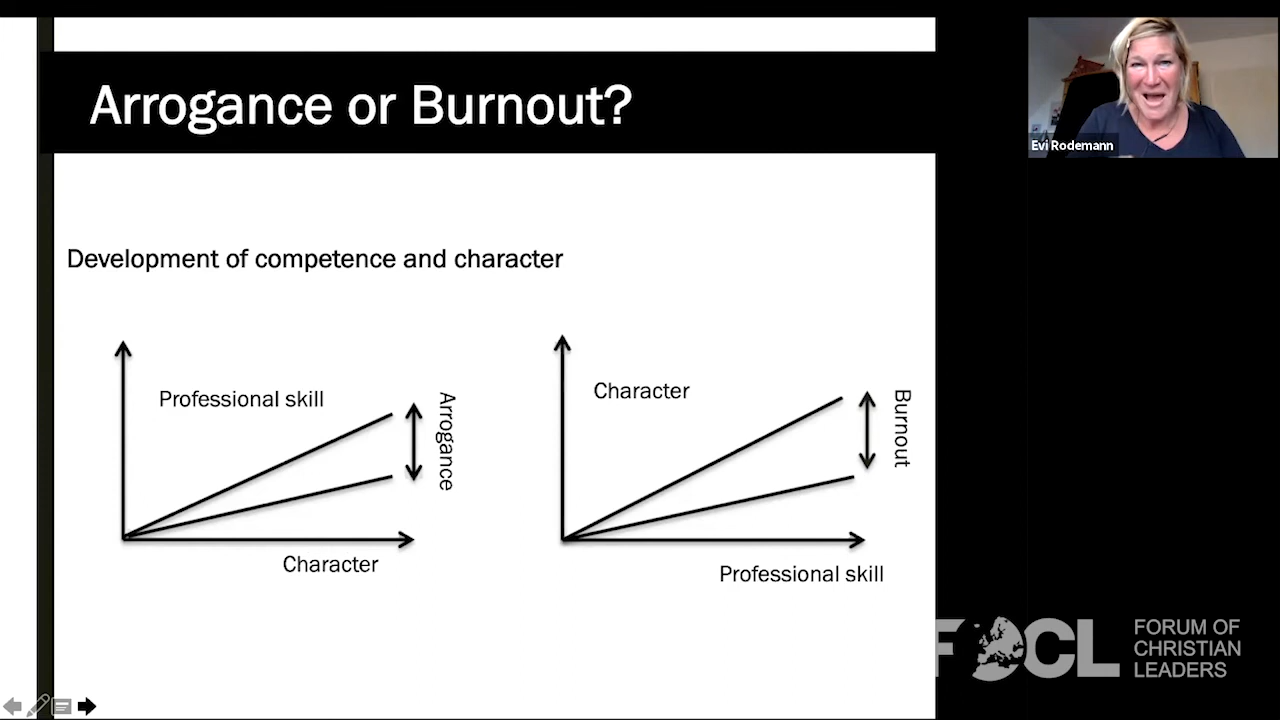 Arrogance or Burnout?
Evi Rodemann
Development of competence and character
Professional skill
Arrogance
Character
Character
Burnout
Professional skill
FOCL
FORUM OF
CHRISTIAN
LEADERS